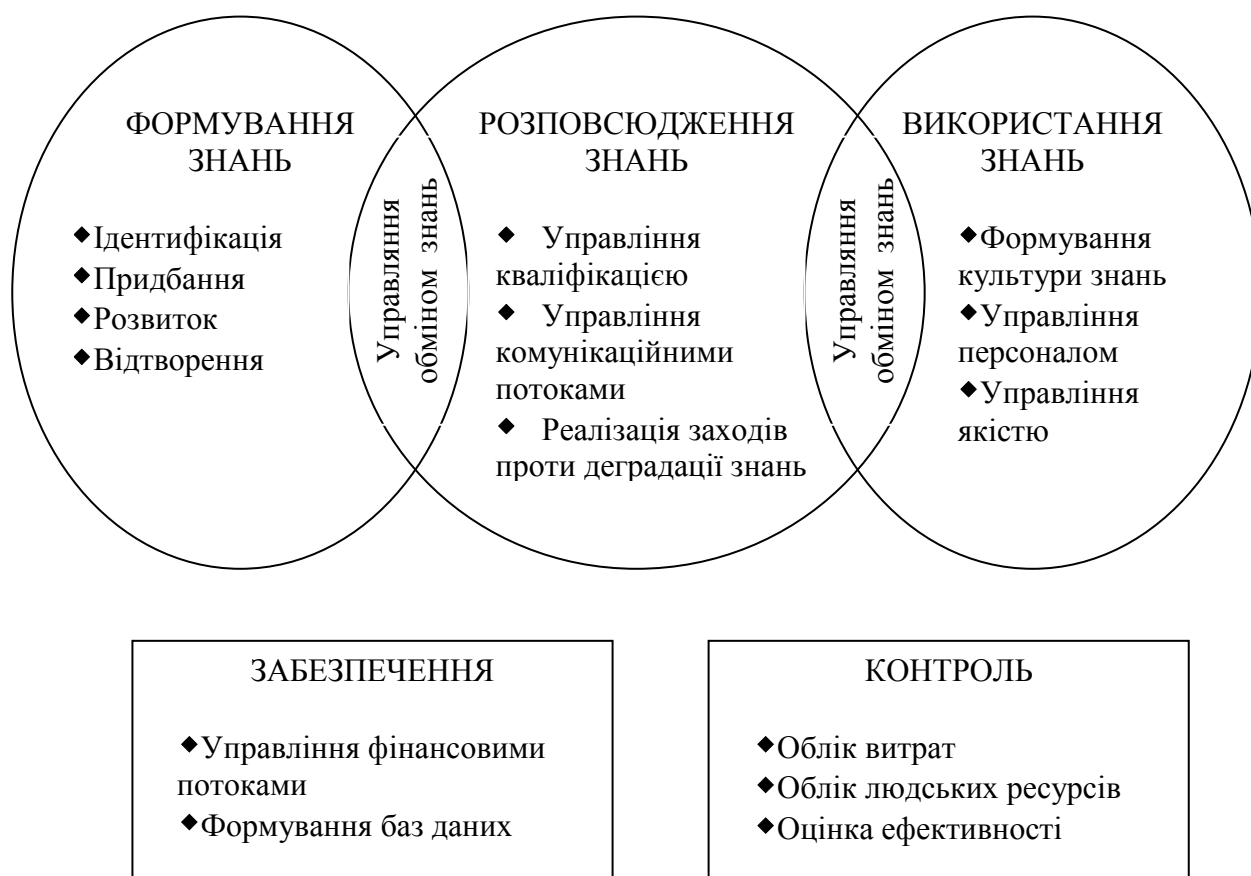 ФОРМУВАННЯ
ЗНАНЬ
◆Ідентифікація
◆Придбання
◆Розвиток
◆Відтворення
Управляння
обміном знань
РОЗПОВСЮДЖЕННЯ
ЗНАНЬ
◆ Управління
кваліфікацією
◆ Управління
комунікаційними
потоками
◆ Реалізація заходів
проти деградації знань
Управляння
обміном знань
ВИКОРИСТАННЯ
ЗНАНЬ
◆Формування
культури знань
◆Управління
персоналом
◆Управління
якістю
ЗАБЕЗПЕЧЕННЯ
◆Управління фінансовими
потоками
◆Формування баз даних
КОНТРОЛЬ
◆Облік витрат
◆Облік людських ресурсів
◆Оцінка ефективності